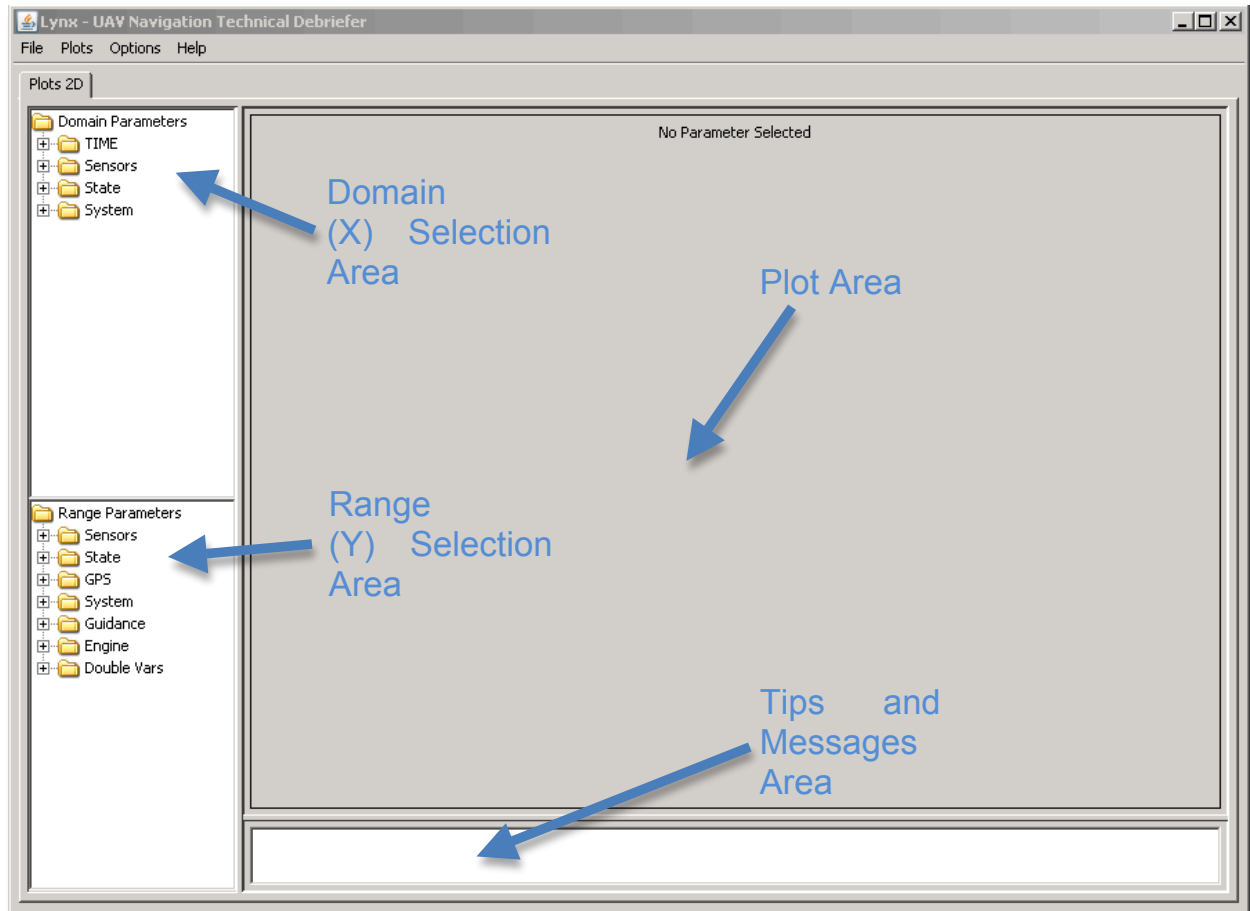 Lynx - UAV Navigation Technical Debriefer
File Plots Options Help
Plots 2D
Domain Parameters
TIME
Sensors
State
System
No Parameter Selected
Domain
(X) Selection
Area
Plot Area
Range Parameters
Sensors
State
GPS
System
Guidance
Engine
Double Vars
Range
(Y) Selection
Area
Tips and
Messages
Area